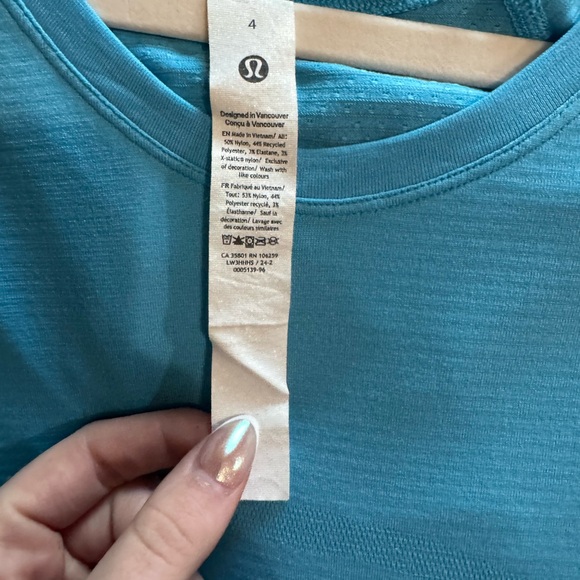 4
Designed in Vancouver
Conçu à Vancouver
EN Made in Vietnam/ All:
50% Nylon, 44% Recycled
Polyester, 3% Elastane, 3%
X-static® nylon/ Exclusive
of decoration/ Wash with
like colours
FR Fabriqué au Vietnam/
Tout: 53% Nylon, 44%
Polyester recyclé, 3%
Élasthanne/ Sauf la
décoration/ Lavage avec
des couleurs similaires
CA 35801 RN 106259
LW3HHHS / 24-2
0005139-96